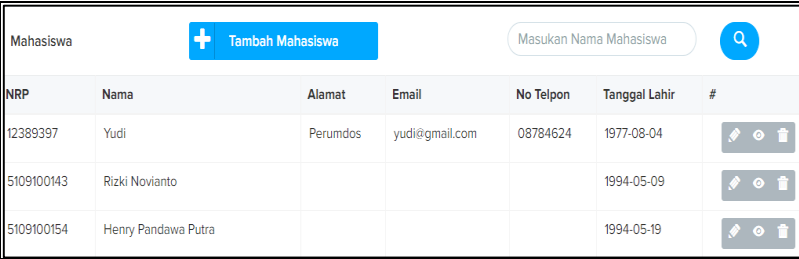 Mahasiswa Tambah Mahasiswa Masukan Nama Mahasiswa
NRP Nama Alamat Email No Telpon Tanggal Lahir #
12389397 Yudi Perumdos yudi@gmail.com 08784624 1977-08-04
5109100143 Rizki Novianto 1994-05-09
5109100154 Henry Pandawa Putra 1994-05-19